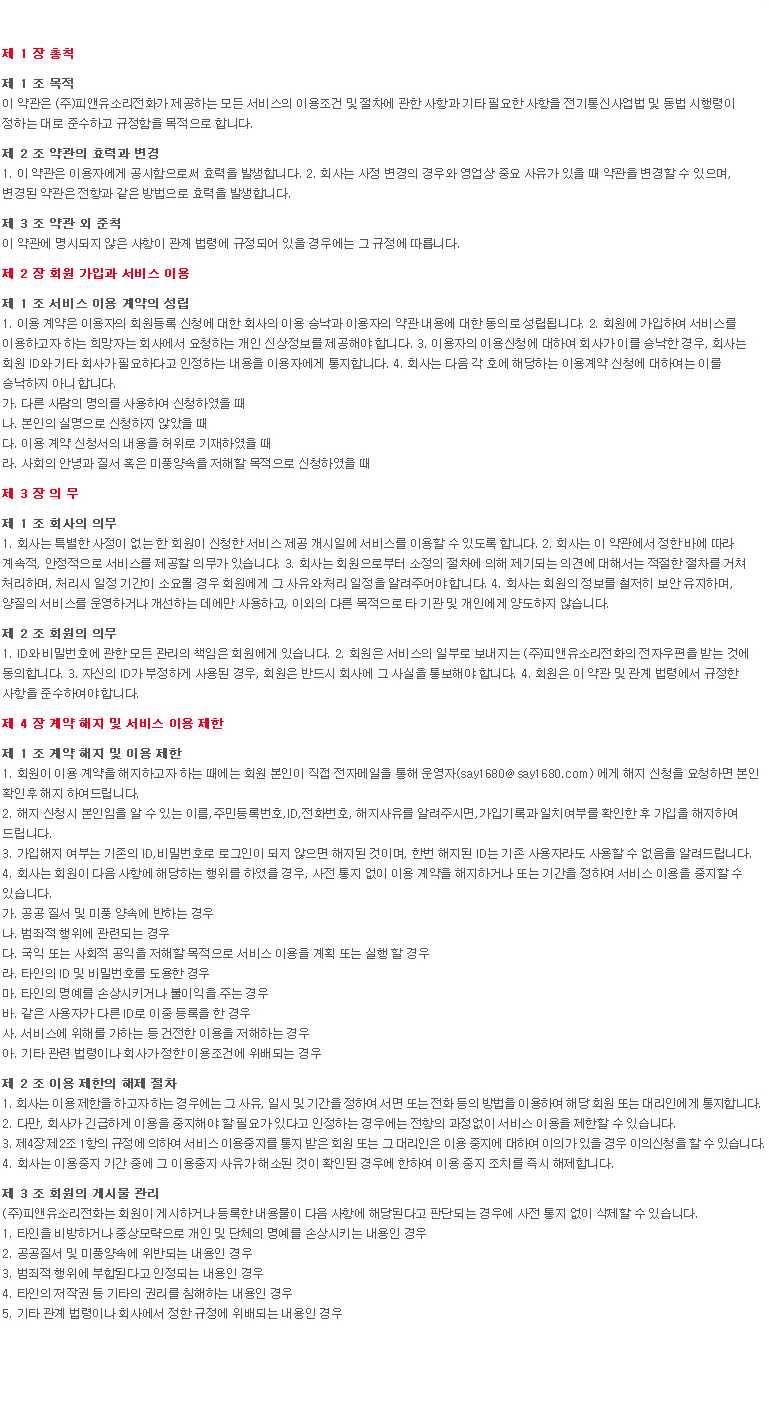 제 1 장 총칙
제 1 조 목적
이 약관은 (주)피앤유소리전화가 제공하는 모든 서비스의 이용조건 및 절차에 관한 사항과 기타 필요한 사항을 전기통신사업법 및 동법 시행령이
정하는 대로 준수하고 규정함을 목적으로 합니다.
제 2 조 약관의 효력과 변경
1. 이 약관은 이용자에게 공시함으로써 효력을 발생합니다. 2. 회사는 사정 변경의 경우와 영업상 중요 사유가 있을 때 약관을 변경할 수 있으며,
변경된 약관은 전항과 같은 방법으로 효력을 발생합니다.
제 3 조 약관 외 준칙
이 약관에 명시되지 않은 사항이 관계 법령에 규정되어 있을 경우에는 그 규정에 따릅니다.
제 2 장 회원 가입과 서비스 이용
제 1 조 서비스 이용 계약의 성립
1. 이용 계약은 이용자의 회원등록 신청에 대한 회사의 이용 승낙과 이용자의 약관 내용에 대한 동의로 성립됩니다. 2. 회원에 가입하여 서비스를
이용하고자 하는 희망자는 회사에서 요청하는 개인 신상정보를 제공해야 합니다. 3. 이용자의 이용신청에 대하여 회사가 이를 승낙한 경우, 회사는
회원 ID와 기타 회사가 필요하다고 인정하는 내용을 이용자에게 통지합니다. 4. 회사는 다음 각 호에 해당하는 이용계약 신청에 대하여는 이를
승낙하지 아니 합니다.
가. 다른 사람의 명의를 사용하여 신청하였을 때
나. 본인의 실명으로 신청하지 않았을 때
다. 이용 계약 신청서의 내용을 허위로 기재하였을 때
라. 사회의 안녕과 질서 혹은 미풍양속을 저해할 목적으로 신청하였을 때
제 3 장 의 무
제 1 조 회사의 의무
1. 회사는 특별한 사정이 없는 한 회원이 신청한 서비스 제공 개시일에 서비스를 이용할 수 있도록 합니다. 2. 회사는 이 약관에서 정한 바에 따라
계속적, 안정적으로 서비스를 제공할 의무가 있습니다. 3. 회사는 회원으로부터 소정의 절차에 의해 제기되는 의견에 대해서는 적절한 절차를 거쳐
처리하며, 처리시 일정 기간이 소요될 경우 회원에게 그 사유와 처리 일정을 알려주어야 합니다. 4. 회사는 회원의 정보를 철저히 보안 유지하며,
양질의 서비스를 운영하거나 개선하는 데에만 사용하고, 이외의 다른 목적으로 타 기관 및 개인에게 양도하지 않습니다.
제 2 조 회원의 의무
1. ID와 비밀번호에 관한 모든 관리의 책임은 회원에게 있습니다. 2. 회원은 서비스의 일부로 보내지는 (주)피앤유소리전화의 전자우편을 받는 것에
동의합니다. 3. 자신의 ID가 부정하게 사용된 경우, 회원은 반드시 회사에 그 사실을 통보해야 합니다. 4. 회원은 이 약관 및 관계 법령에서 규정한
사항을 준수하여야 합니다.
제 4 장 계약 해지 및 서비스 이용 제한
제 1 조 계약 해지 및 이용 제한
1. 회원이 이용 계약을 해지하고자 하는 때에는 회원 본인이 직접 전자메일을 통해 운영자(say1680@say1680.com) 에게 해지 신청을 요청하면 본인
확인후 해지 하여드립니다.
2. 해지 신청시 본인임을 알 수 있는 이름,주민등록번호,ID,전화번호, 해지사유를 알려주시면,가입기록과 일치여부를 확인한 후 가입을 해지하여
드립니다.
3. 가입해지 여부는 기존의 ID,비밀번호로 로그인이 되지 않으면 해지된 것이며, 한번 해지된 ID는 기존 사용자라도 사용할 수 없음을 알려드립니다.
4. 회사는 회원이 다음 사항에 해당하는 행위를 하였을 경우, 사전 통지 없이 이용 계약을 해지하거나 또는 기간을 정하여 서비스 이용을 중지할 수
있습니다.
가. 공공 질서 및 미풍 양속에 반하는 경우
나. 범죄적 행위에 관련되는 경우
다. 국익 또는 사회적 공익을 저해할 목적으로 서비스 이용을 계획 또는 실행 할 경우
라. 타인의 ID 및 비밀번호를 도용한 경우
마. 타인의 명예를 손상시키거나 불이익을 주는 경우
바. 같은 사용자가 다른 ID로 이중 등록을 한 경우
사. 서비스에 위해를 가하는 등 건전한 이용을 저해하는 경우
아. 기타 관련 법령이나 회사가 정한 이용조건에 위배되는 경우
제 2 조 이용 제한의 해제 절차
1. 회사는 이용 제한을 하고자 하는 경우에는 그 사유, 일시 및 기간을 정하여 서면 또는 전화 등의 방법을 이용하여 해당 회원 또는 대리인에게 통지합니다.
2. 다만, 회사가 긴급하게 이용을 중지해야 할 필요가 있다고 인정하는 경우에는 전항의 과정없이 서비스 이용을 제한할 수 있습니다.
3. 제4장 제2조 1항의 규정에 의하여 서비스 이용중지를 통지 받은 회원 또는 그 대리인은 이용 중지에 대하여 이의가 있을 경우 이의신청을 할 수 있습니다.
4. 회사는 이용중지 기간 중에 그 이용중지 사유가 해소된 것이 확인된 경우에 한하여 이용 중지 조치를 즉시 해제합니다.
제 3 조 회원의 게시물 관리
(주)피앤유소리전화는 회원이 게시하거나 등록한 내용물이 다음 사항에 해당된다고 판단되는 경우에 사전 통지 없이 삭제할 수 있습니다.
1. 타인을 비방하거나 중상모략으로 개인 및 단체의 명예를 손상시키는 내용인 경우
2. 공공질서 및 미풍양속에 위반되는 내용인 경우
3. 범죄적 행위에 부합된다고 인정되는 내용인 경우
4. 타인의 저작권 등 기타의 권리를 침해하는 내용인 경우
5. 기타 관계 법령이나 회사에서 정한 규정에 위배되는 내용인 경우